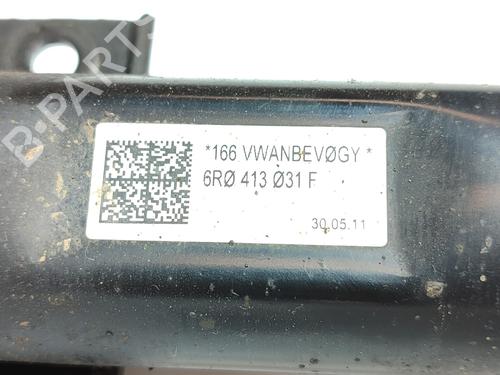 *166 VWANBEVØGY *
6RØ 413 Ø31 F
30.05.11
B-PARTS